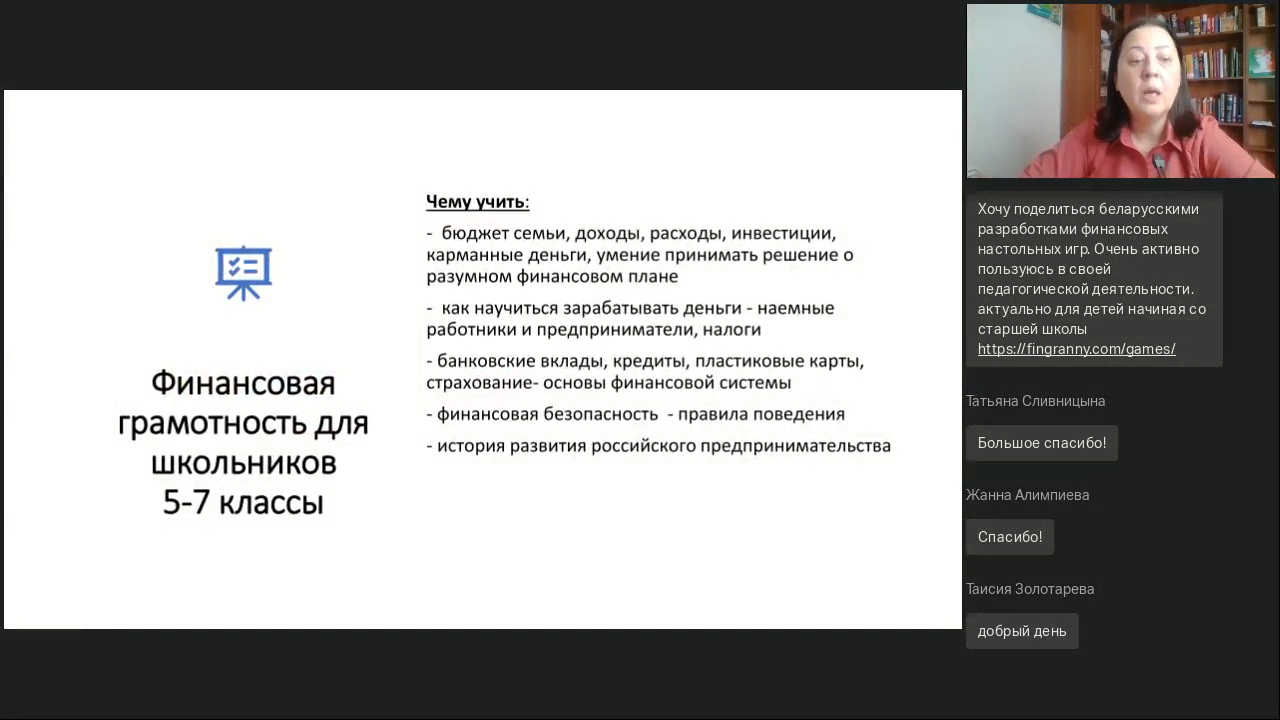 Финансовая
грамотность для
школьников
5-7 классы
Чему учить:
- бюджет семьи, доходы, расходы, инвестиции,
карманные деньги, умение принимать решение о
разумном финансовом плане
- как научиться зарабатывать деньги - наемные
работники и предприниматели, налоги
- банковские вклады, кредиты, пластиковые карты,
страхование- основы финансовой системы
- финансовая безопасность - правила поведения
- история развития российского предпринимательства
Хочу поделиться беларусскими
разработками финансовых
настольных игр. Очень активно
пользуюсь в своей
педагогической деятельности.
актуально для детей начиная со
старшей школы
https://fingranny.com/games/
Татьяна Сливницына
Большое спасибо!
Жанна Алимпиева
Спасибо!
Таисия Золотарева
добрый день